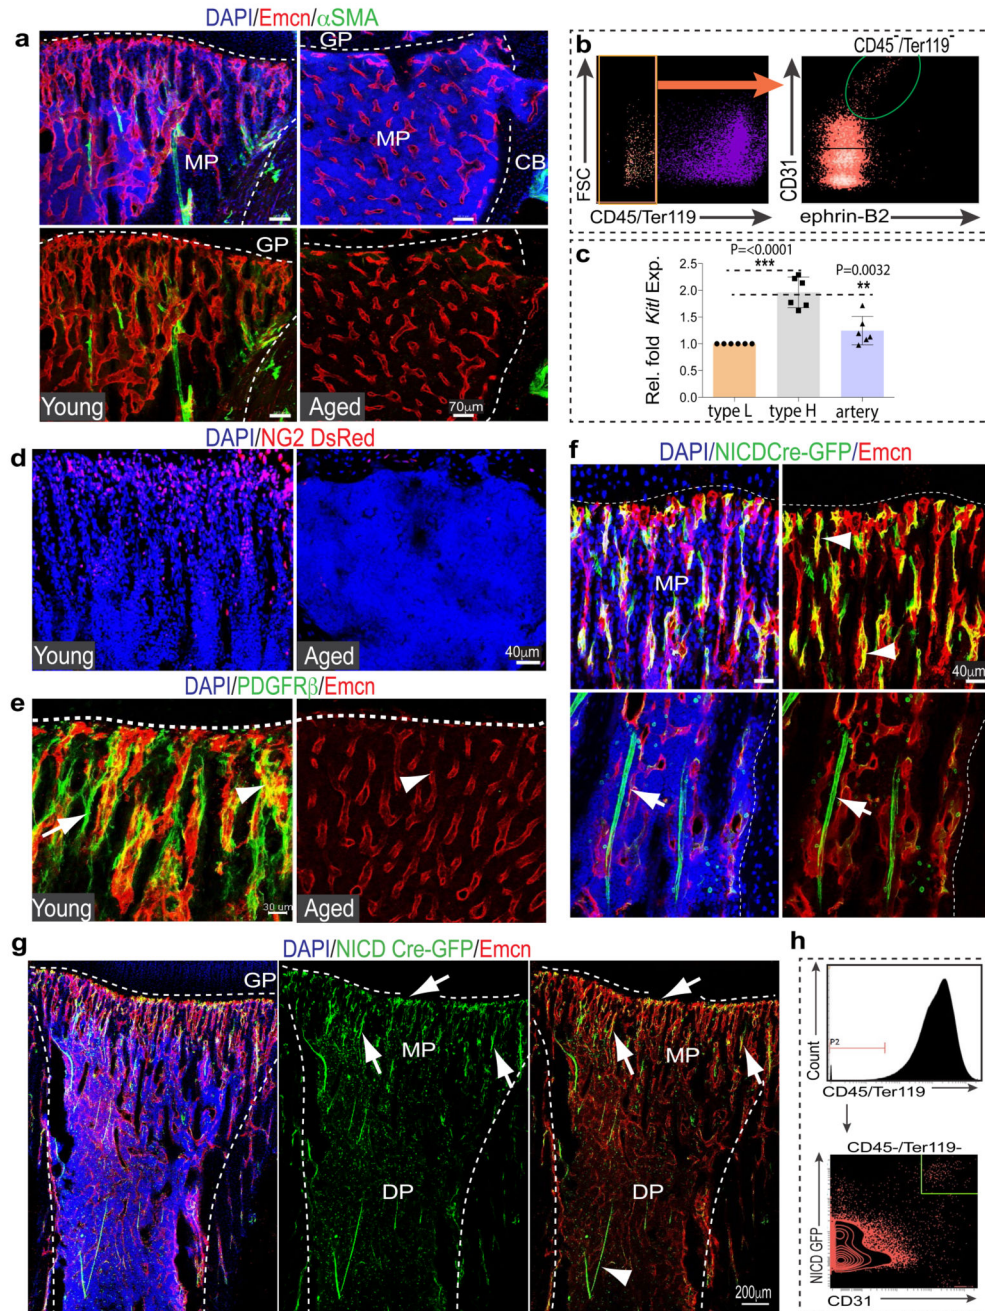 DAPI/Emcn/αSMA
a
GP
MP
MP
CB
GP
Young
Aged
70µm
b
CD45-/Ter119-
FSC
CD45/Ter119
CD31
ephrin-B2
c
P=<0.0001
***
P=0.0032
**
Rel. fold Kitl Exp.
2.5
2.0
1.5
1.0
0.5
0.0
type L
type H
artery
DAPI/NG2 DsRed
d
Young
Aged
40µm
DAPI/PDGFRβ/Emcn
e
Young
30 µm
Aged
f
DAPI/NICDCre-GFP/Emcn
MP
40µm
g
DAPI/NICD Cre-GFP/Emcn
GP
MP
DP
MP
DP
200µm
h
Count
P2
CD45/Ter119
CD45-/Ter119-
NICD GFP
CD31